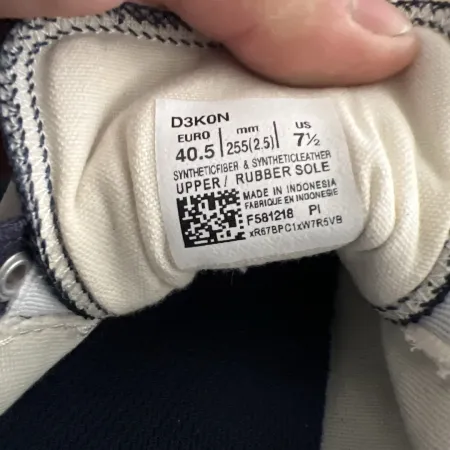 D3K0N
EURO mm US
40.5 255(2.5) 7½
SYNTHETICFIBER & SYNTHETICLEATHER
UPPER / RUBBER SOLE
MADE IN INDONESIA
FABRIQUE EN INDONESIE
F581218 PI
xR67BPC1xW7R5VB